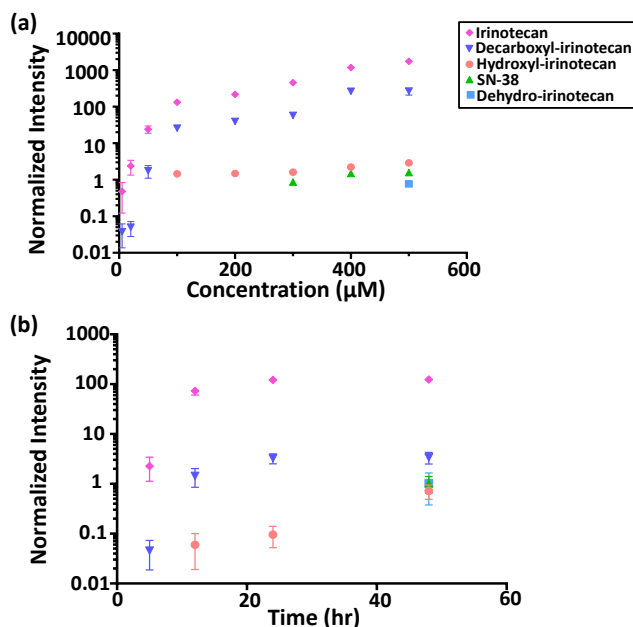 (a)
Irinotecan
Decarboxyl-irinotecan
Hydroxyl-irinotecan
SN-38
Dehydro-irinotecan
Normalized Intensity
10000
1000
100
10
1
0.1
0.01
0
200
400
600
Concentration (µM)
(b)
Normalized Intensity
1000
100
10
1
0.1
0.01
0
20
40
60
Time (hr)